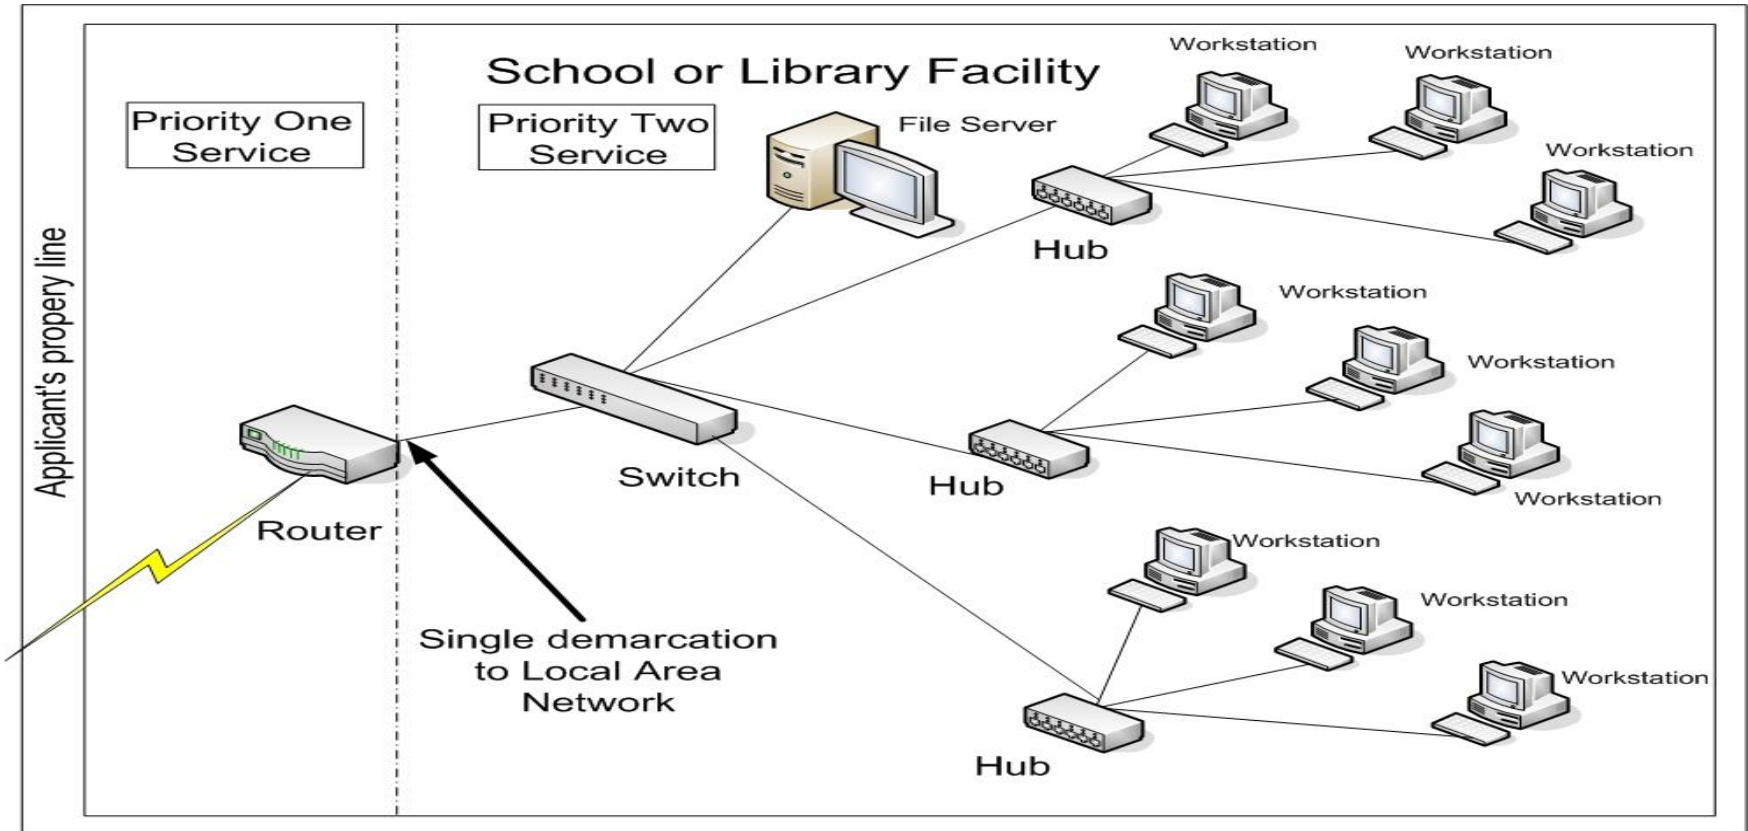 School or Library Facility
Priority One
Service
Priority Two
Service
File Server
Workstation
Workstation
Workstation
Hub
Applicant's propery line
Workstation
Workstation
Workstation
Hub
Switch
Router
Single demarcation
to Local Area
Network
Workstation
Workstation
Workstation
Hub